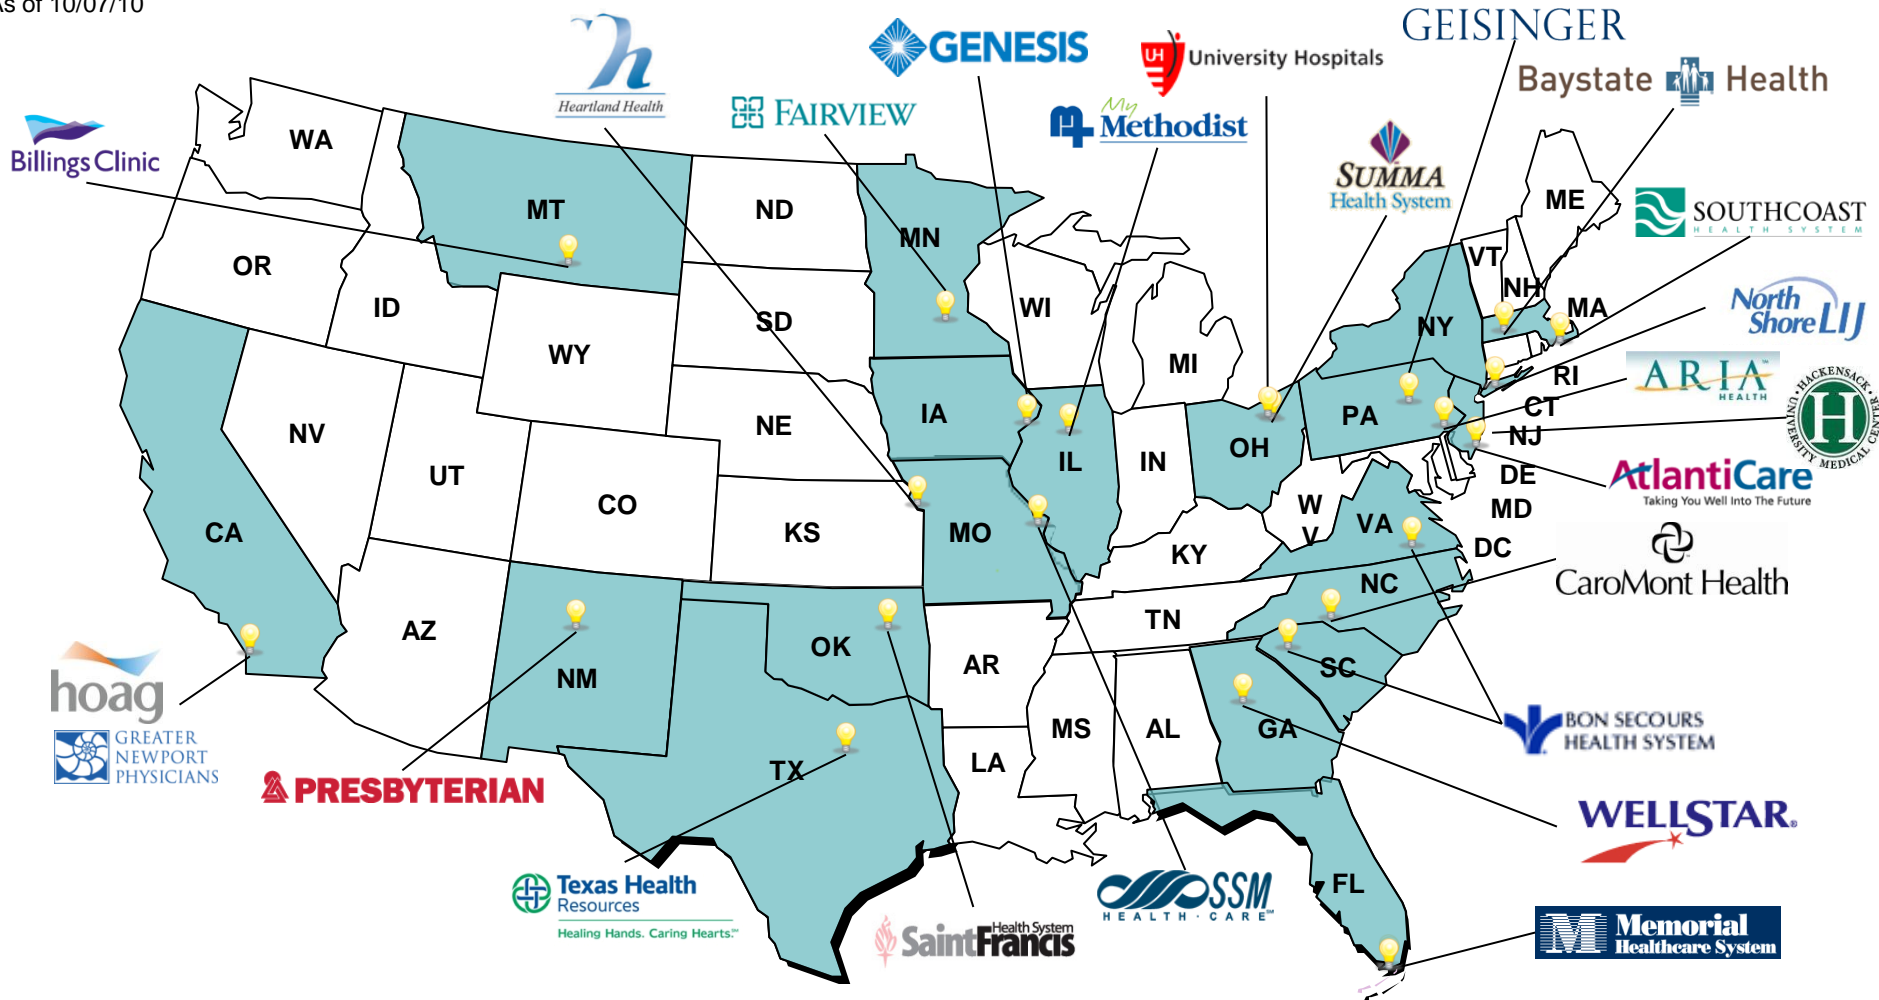 As of 10/07/10
GEISINGER
Heartland Health
GENESIS
UH University Hospitals
Baystate Health
FAIRVIEW
My
Methodist
Billings Clinic
SUMMA
Health System
SOUTHCOAST
HEALTH SYSTEM
North
Shore LIJ
ARIA
HEALTH
HACKENSACK
H
UNIVERSITY MEDICAL CENTER
AtlantiCare
Taking You Well Into The Future
CaroMont Health
BON SECOURS
HEALTH SYSTEM
WELLSTAR
Memorial
Healthcare System
SSM
HEALTH·CARE
Health System
SaintFrancis
Texas Health
Resources
Healing Hands. Caring Hearts.℠
PRESBYTERIAN
hoag
GREATER
NEWPORT
PHYSICIANS
WA
MT
ND
MN
ME
VT
NH
OR
ID
SD
WI
MA
NY
WY
MI
RI
IA
PA
CT
NV
NE
NJ
OH
UT
IL
IN
DE
CO
W
V
MD
CA
KS
MO
VA
DC
KY
NC
AZ
TN
OK
NM
AR
SC
MS
AL
GA
TX
LA
FL